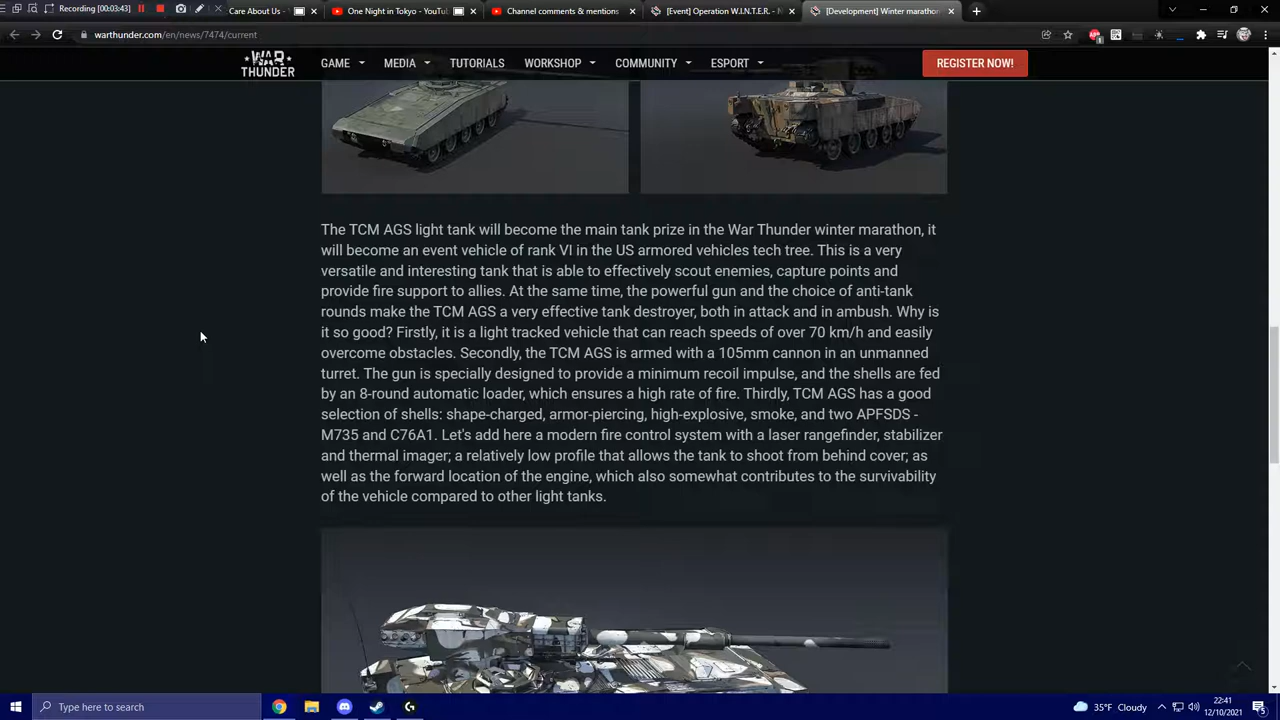 Recording [00:03:43]
Care About Us -
One Night in Tokyo - YouTu
Channel comments & mentions
[Event] Operation W.I.N.T.E.R. - M
[Development] Winter marathon
warthunder.com/en/news/7474/current
WAR THUNDER
GAME
MEDIA
TUTORIALS
WORKSHOP
COMMUNITY
ESPORT
REGISTER NOW!
The TCM AGS light tank will become the main tank prize in the War Thunder winter marathon, it
will become an event vehicle of rank VI in the US armored vehicles tech tree. This is a very
versatile and interesting tank that is able to effectively scout enemies, capture points and
provide fire support to allies. At the same time, the powerful gun and the choice of anti-tank
rounds make the TCM AGS a very effective tank destroyer, both in attack and in ambush. Why is
it so good? Firstly, it is a light tracked vehicle that can reach speeds of over 70 km/h and easily
overcome obstacles. Secondly, the TCM AGS is armed with a 105mm cannon in an unmanned
turret. The gun is specially designed to provide a minimum recoil impulse, and the shells are fed
by an 8-round automatic loader, which ensures a high rate of fire. Thirdly, TCM AGS has a good
selection of shells: shape-charged, armor-piercing, high-explosive, smoke, and two APFSDS -
M735 and C76A1. Let's add here a modern fire control system with a laser rangefinder, stabilizer
and thermal imager; a relatively low profile that allows the tank to shoot from behind cover; as
well as the forward location of the engine, which also somewhat contributes to the survivability
of the vehicle compared to other light tanks.
Type here to search
35°F Cloudy
22:41
12/10/2021
5